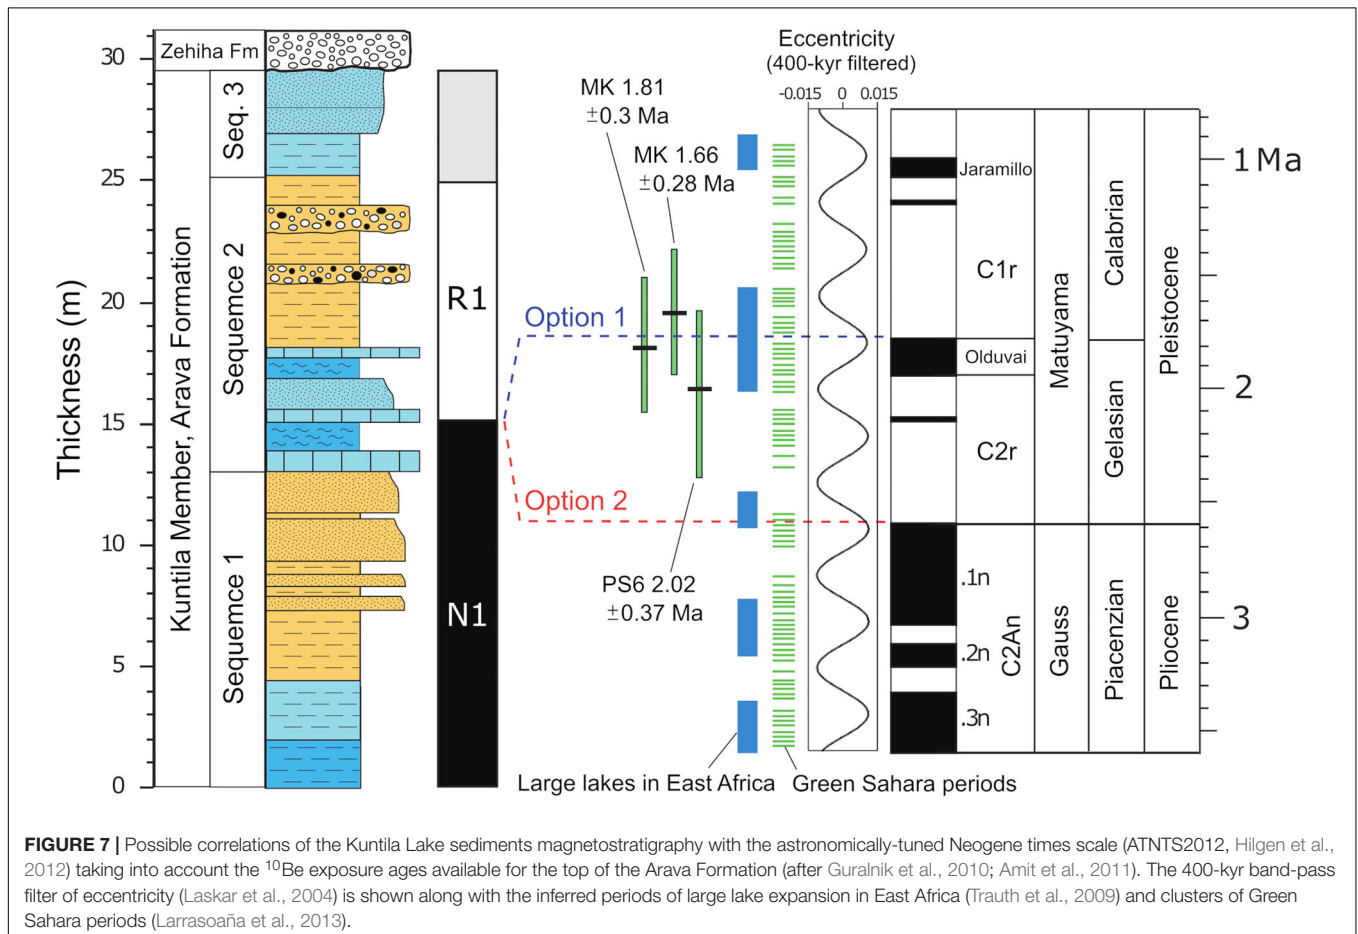 Thickness (m)
30
25
20
15
10
5
0
Zehiha Fm
Kuntila Member, Arava Formation
Seq. 3
Sequemce 2
Sequemce 1
R1
N1
Option 1
Option 2
MK 1.81
±0.3 Ma
MK 1.66
±0.28 Ma
PS6 2.02
±0.37 Ma
Large lakes in East Africa
Green Sahara periods
Eccentricity
(400-kyr filtered)
-0.015 0 0.015
Jaramillo
C1r
Olduvai
C2r
.1n
.2n
.3n
C2An
Matuyama
Gauss
Calabrian
Gelasian
Piacenzian
Pleistocene
Pliocene
1 Ma
2
3
FIGURE 7 | Possible correlations of the Kuntila Lake sediments magnetostratigraphy with the astronomically-tuned Neogene times scale (ATNTS2012, Hilgen et al.,
2012) taking into account the ¹⁰Be exposure ages available for the top of the Arava Formation (after Guralnik et al., 2010; Amit et al., 2011). The 400-kyr band-pass
filter of eccentricity (Laskar et al., 2004) is shown along with the inferred periods of large lake expansion in East Africa (Trauth et al., 2009) and clusters of Green
Sahara periods (Larrasoaña et al., 2013).